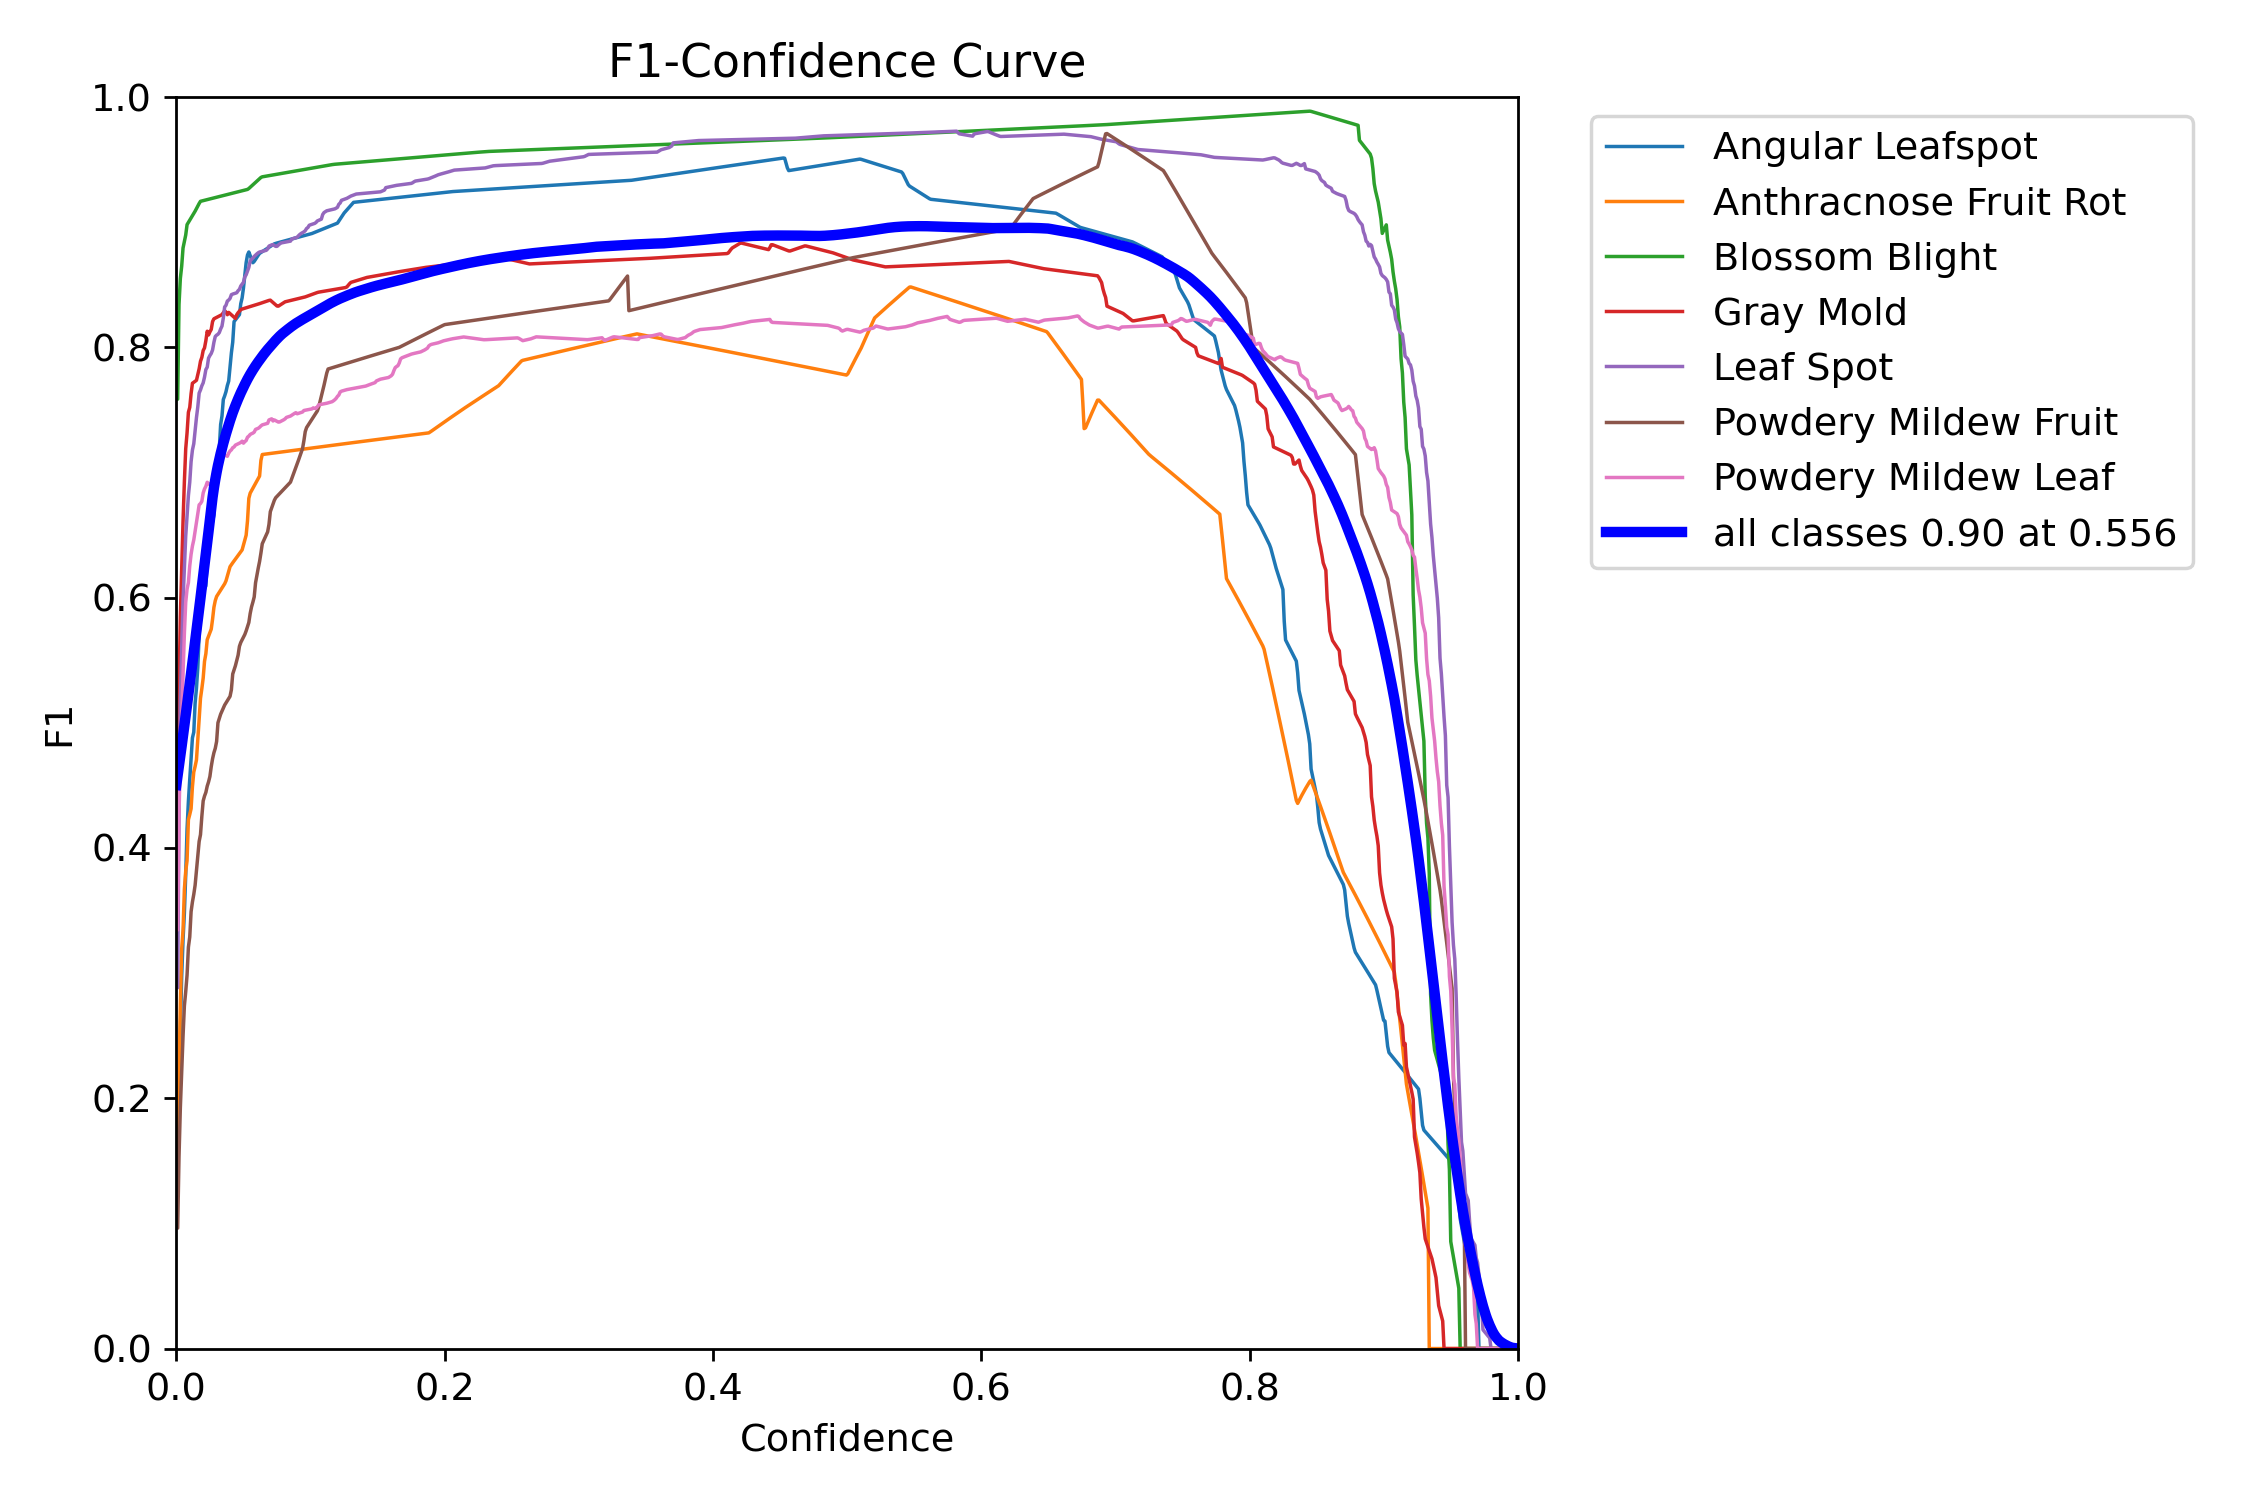 F1-Confidence Curve
1.0
0.8
0.6
0.4
0.2
0.0
F1
0.0 0.2 0.4 0.6 0.8 1.0
Confidence
Angular Leafspot
Anthracnose Fruit Rot
Blossom Blight
Gray Mold
Leaf Spot
Powdery Mildew Fruit
Powdery Mildew Leaf
all classes 0.90 at 0.556